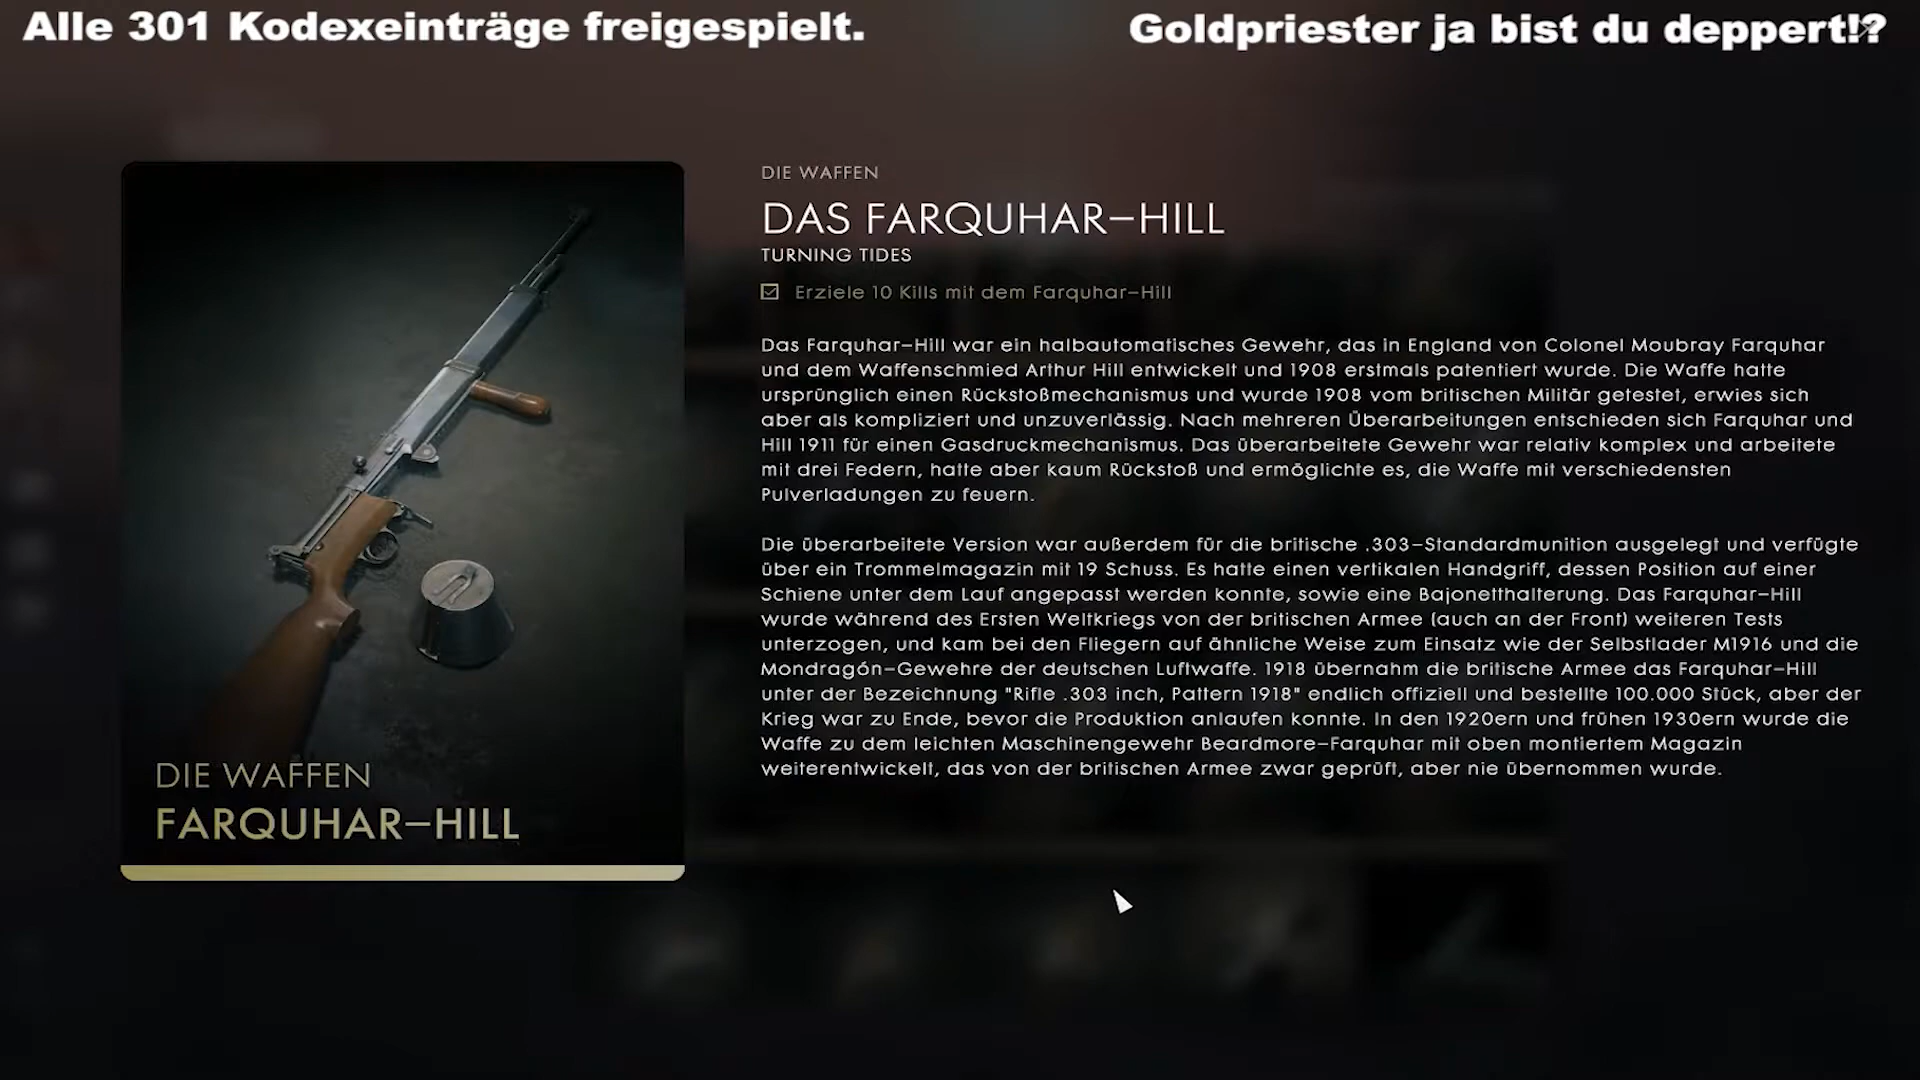 Alle 301 Kodexeinträge freigespielt.
Goldpriester ja bist du deppert!?
DIE WAFFEN
DAS FARQUHAR–HILL
TURNING TIDES
Erziele 10 Kills mit dem Farquhar–Hill
Das Farquhar–Hill war ein halbautomatisches Gewehr, das in England von Colonel Moubray Farquhar
und dem Waffenschmied Arthur Hill entwickelt und 1908 erstmals patentiert wurde. Die Waffe hatte
ursprünglich einen Rückstoßmechanismus und wurde 1908 vom britischen Militär getestet, erwies sich
aber als kompliziert und unzuverlässig. Nach mehreren Überarbeitungen entschieden sich Farquhar und
Hill 1911 für einen Gasdruckmechanismus. Das überarbeitete Gewehr war relativ komplex und arbeitete
mit drei Federn, hatte aber kaum Rückstoß und ermöglichte es, die Waffe mit verschiedensten
Pulverladungen zu feuern.
Die überarbeitete Version war außerdem für die britische .303–Standardmunition ausgelegt und verfügte
über ein Trommelmagazin mit 19 Schuss. Es hatte einen vertikalen Handgriff, dessen Position auf einer
Schiene unter dem Lauf angepasst werden konnte, sowie eine Bajonetthalterung. Das Farquhar–Hill
wurde während des Ersten Weltkriegs von der britischen Armee (auch an der Front) weiteren Tests
unterzogen, und kam bei den Fliegern auf ähnliche Weise zum Einsatz wie der Selbstlader M1916 und die
Mondragón–Gewehre der deutschen Luftwaffe. 1918 übernahm die britische Armee das Farquhar–Hill
unter der Bezeichnung "Rifle .303 inch, Pattern 1918" endlich offiziell und bestellte 100.000 Stück, aber der
Krieg war zu Ende, bevor die Produktion anlaufen konnte. In den 1920ern und frühen 1930ern wurde die
Waffe zu dem leichten Maschinengewehr Beardmore–Farquhar mit oben montiertem Magazin
weiterentwickelt, das von der britischen Armee zwar geprüft, aber nie übernommen wurde.
DIE WAFFEN
FARQUHAR–HILL